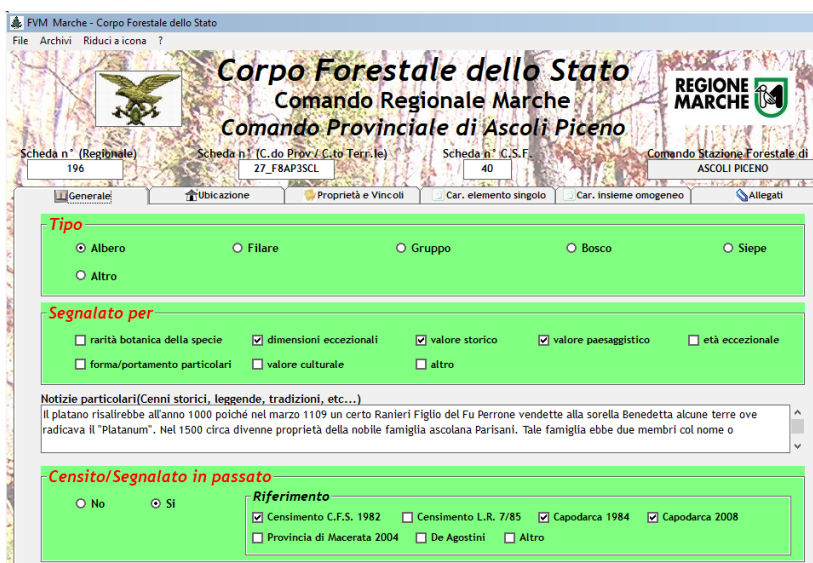 FVM Marche - Corpo Forestale dello Stato
File Archivi Riduci a icona ?
Corpo Forestale dello Stato
Comando Regionale Marche
Comando Provinciale di Ascoli Piceno
REGIONE
MARCHE
Scheda n° (Regionale) Scheda n° (C.do Prov / C.to Terr.le) Scheda n° C.S.F. Comando Stazione Forestale di
196 27_F8AP3SCL 40 ASCOLI PICENO
Generale Ubicazione Proprietà e Vincoli Car. elemento singolo Car. insieme omogeneo Allegati
Tipo
Albero Filare Gruppo Bosco Siepe
Altro
Segnalato per
rarità botanica della specie dimensioni eccezionali valore storico valore paesaggistico età eccezionale
forma/portamento particolari valore culturale altro
Notizie particolari(Cenni storici, leggende, tradizioni, etc...)
Il platano risalirebbe all'anno 1000 poiché nel marzo 1109 un certo Ranieri Figlio del Fu Perrone vendette alla sorella Benedetta alcune terre ove
radicava il "Platanum". Nel 1500 circa divenne proprietà della nobile famiglia ascolana Parisani. Tale famiglia ebbe due membri col nome o
Censito/Segnalato in passato
No Si
Riferimento
Censimento C.F.S. 1982 Censimento L.R. 7/85 Capodarca 1984 Capodarca 2008
Provincia di Macerata 2004 De Agostini Altro